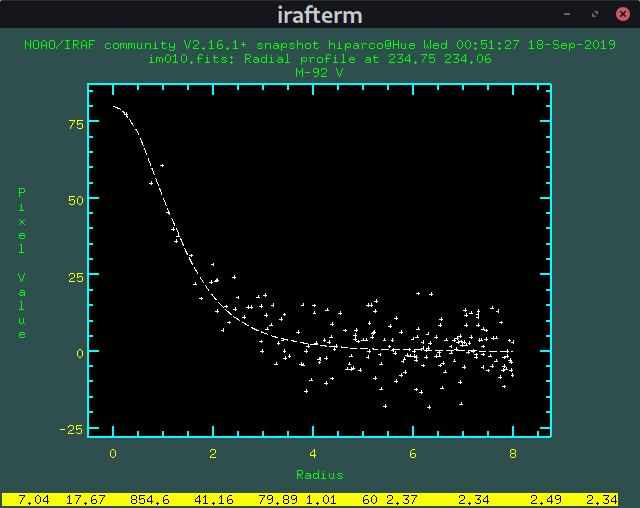 irafterm
NOAO/IRAF community V2.16.1+ snapshot hiparco@Hue Wed 00:51:27 18-Sep-2019
im010.fits: Radial profile at 234.75 234.06
M-92 V
75
50
25
0
-25
Pixel Value
0 2 4 6 8
Radius
7.04 17.67 854.6 41.16 79.89 1.01 60 2.37 2.34 2.49 2.34